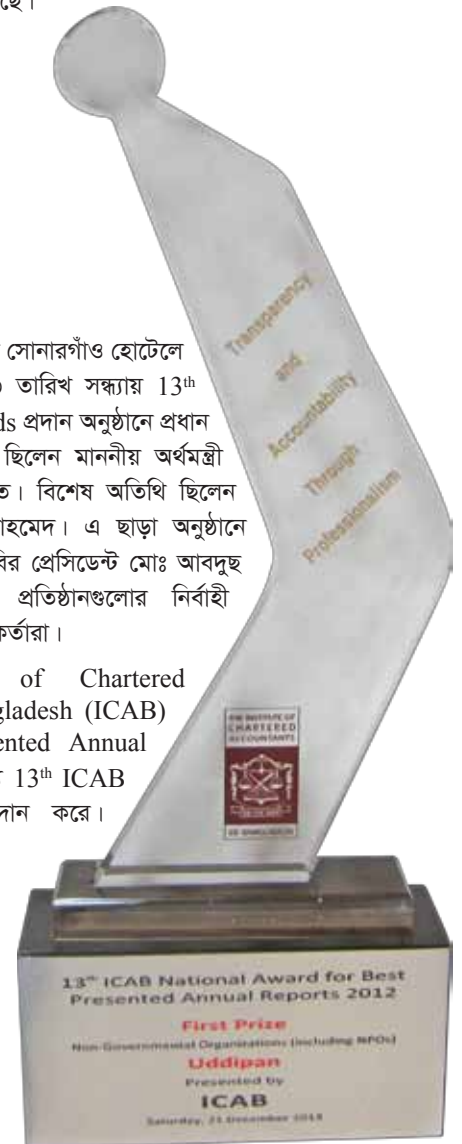 ছে।
সোনারগাঁও হোটেলে
তারিখ সন্ধ্যায় 13th
ds প্রদান অনুষ্ঠানে প্রধান
ছিলেন মাননীয় অর্থমন্ত্রী
ত। বিশেষ অতিথি ছিলেন
াহমেদ। এ ছাড়া অনুষ্ঠানে
বির প্রেসিডেন্ট মোঃ আবদুছ
প্রতিষ্ঠানগুলোর নির্বাহী
কর্তারা।
of Chartered
gladesh (ICAB)
ented Annual
13th ICAB
দান করে।
Transparency
and
Accountability
Through
Professionalism
THE INSTITUTE OF
CHARTERED
ACCOUNTANTS
OF BANGLADESH
13th ICAB National Award for Best
Presented Annual Reports 2012
First Prize
Non-Governmental Organizations (including NPOs)
Uddipan
Presented by
ICAB
Saturday, 21 December 2013